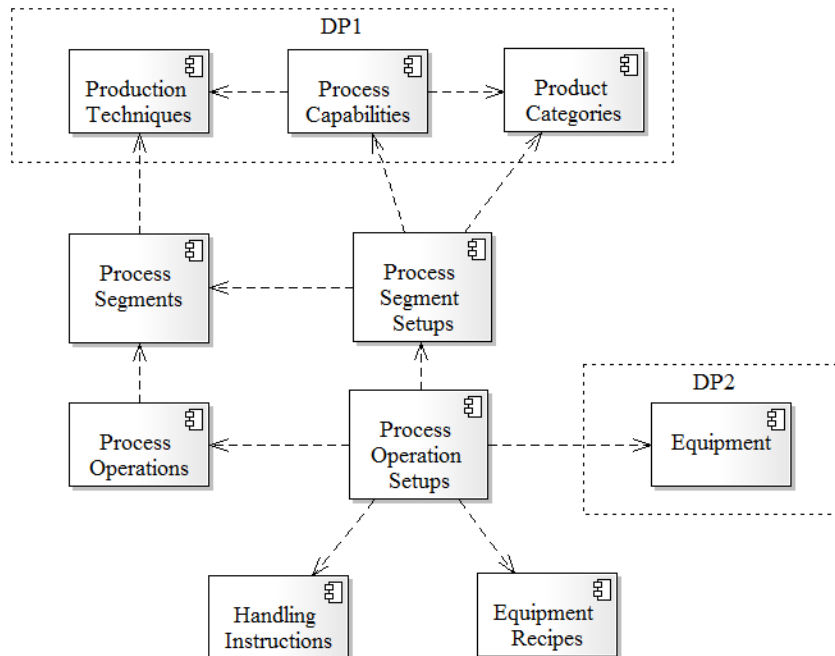 DP1
Production
Techniques
Process
Capabilities
Product
Categories
Process
Segments
Process
Segment
Setups
DP2
Process
Operations
Process
Operation
Setups
Equipment
Handling
Instructions
Equipment
Recipes